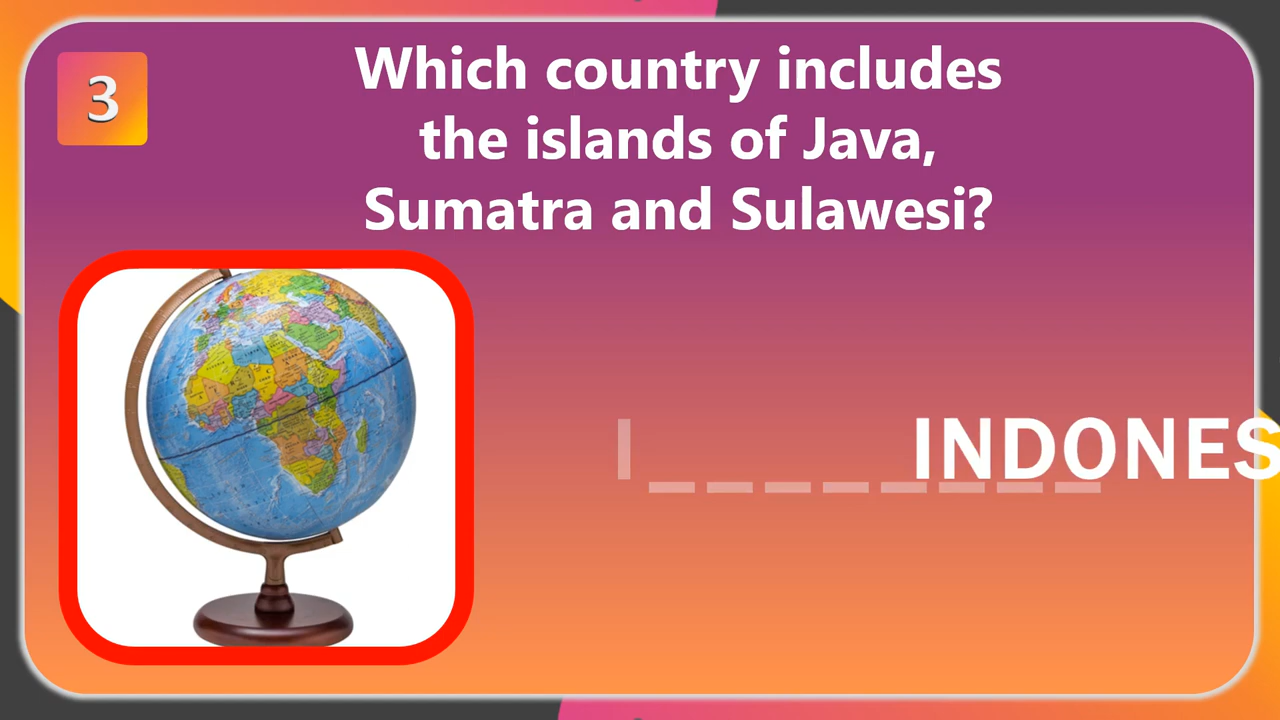 3
Which country includes
the islands of Java,
Sumatra and Sulawesi?
I _ _ _ _ _ _ _ _
INDONES